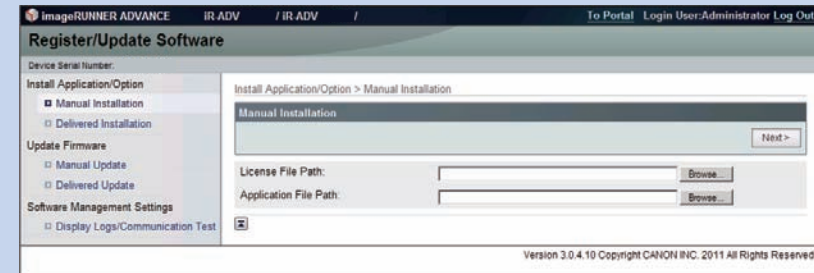 imageRUNNER ADVANCE iR-ADV / iR-ADV / To Portal Login User:Administrator Log Out
Register/Update Software
Device Serial Number:
Install Application/Option
Manual Installation
Delivered Installation
Update Firmware
Manual Update
Delivered Update
Software Management Settings
Display Logs/Communication Test
Install Application/Option > Manual Installation
Manual Installation
Next>
License File Path: Browse...
Application File Path: Browse...
Version 3.0.4.10 Copyright CANON INC. 2011 All Rights Reserved